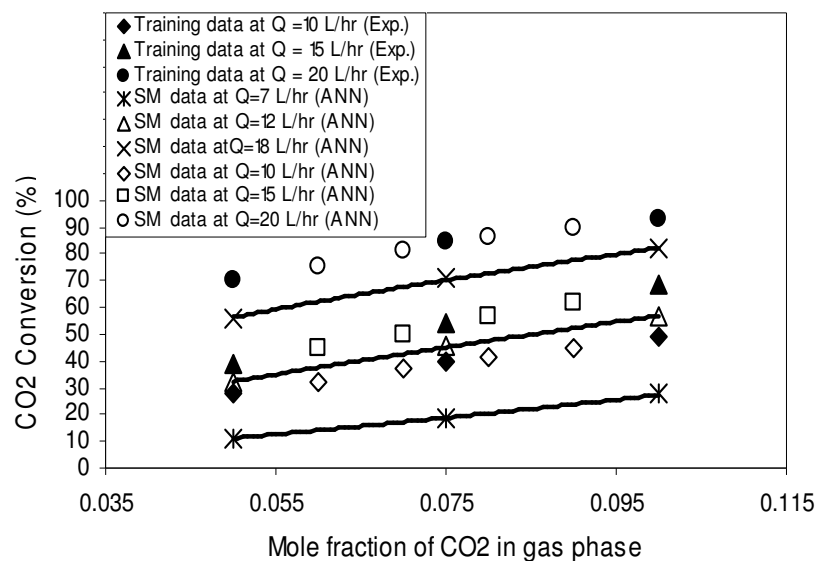 Training data at Q =10 L/hr (Exp.)
Training data at Q = 15 L/hr (Exp.)
Training data at Q = 20 L/hr (Exp.)
SM data at Q=7 L/hr (ANN)
SM data at Q=12 L/hr (ANN)
SM data atQ=18 L/hr (ANN)
SM data at Q=10 L/hr (ANN)
SM data at Q=15 L/hr (ANN)
SM data at Q=20 L/hr (ANN)
CO2 Conversion (%)
100
90
80
70
60
50
40
30
20
10
0
0.035 0.055 0.075 0.095 0.115
Mole fraction of CO2 in gas phase